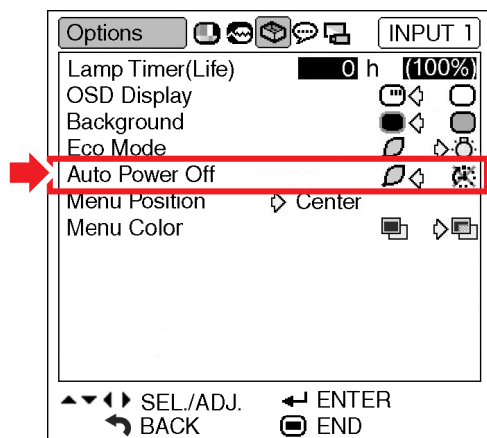 Options INPUT 1
Lamp Timer(Life) 0 h (100%)
OSD Display
Background
Eco Mode
Auto Power Off
Menu Position Center
Menu Color
SEL./ADJ. ENTER
BACK END